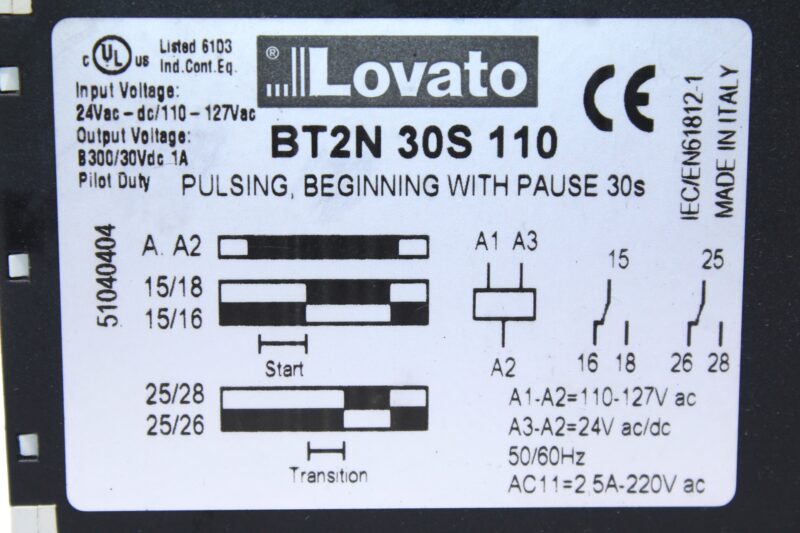 c UL us Listed 6103
Ind.Cont.Eq.
Input Voltage:
24Vac - dc/110 - 127Vac
Output Voltage:
B300/30Vdc 1A
Pilot Duty
® Lovato
CE
IEC/EN61812-1
MADE IN ITALY
BT2N 30S 110
PULSING, BEGINNING WITH PAUSE 30s
51040404
A. A2
15/18
15/16
Start
25/28
25/26
Transition
A1 A3
A2
15
16 18
25
26 28
A1-A2=110-127V ac
A3-A2=24V ac/dc
50/60Hz
AC11=2.5A-220V ac